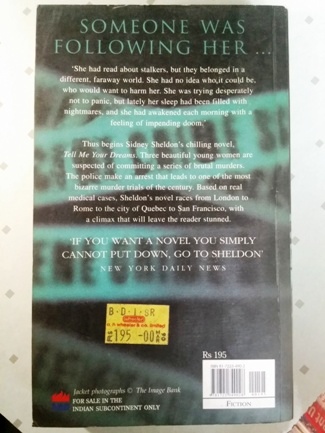 SOMEONE WAS
FOLLOWING HER ...
'She had read about stalkers, but they belonged in a
different, faraway world. She had no idea who,it could be,
who would want to harm her. She was trying desperately
not to panic, but lately her sleep had been filled with
nightmares, and she had awakened each morning with a
feeling of impending doom.'
Thus begins Sidney Sheldon's chilling novel,
Tell Me Your Dreams. Three beautiful young women are
suspected of committing a series of brutal murders.
The police make an arrest that leads to one of the most
bizarre murder trials of the century. Based on real
medical cases, Sheldon's novel races from London to
Rome to the city of Quebec to San Francisco, with
a climax that will leave the reader stunned.
'IF YOU WANT A NOVEL YOU SIMPLY
CANNOT PUT DOWN, GO TO SHELDON'
NEW YORK DAILY NEWS
B-D-I-SR
195 -00
Rs 195
Jacket photographs © The Image Bank
FOR SALE IN THE
INDIAN SUBCONTINENT ONLY
FICTION